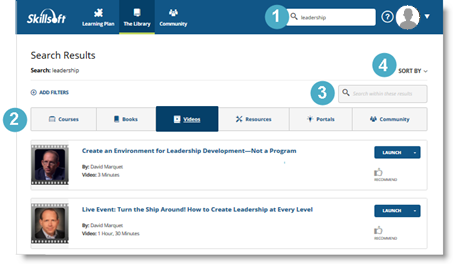 Skillsoft
Learning Plan The Library Community
1 leadership ?
Search Results
Search: leadership
4 SORT BY
ADD FILTERS
3 Search within these results
2 Courses Books Videos Resources Portals Community
Create an Environment for Leadership Development—Not a Program
LAUNCH
By: David Marquet
Video: 3 Minutes
RECOMMEND
Live Event: Turn the Ship Around! How to Create Leadership at Every Level
LAUNCH
By: David Marquet
Video: 1 Hour, 30 Minutes
RECOMMEND